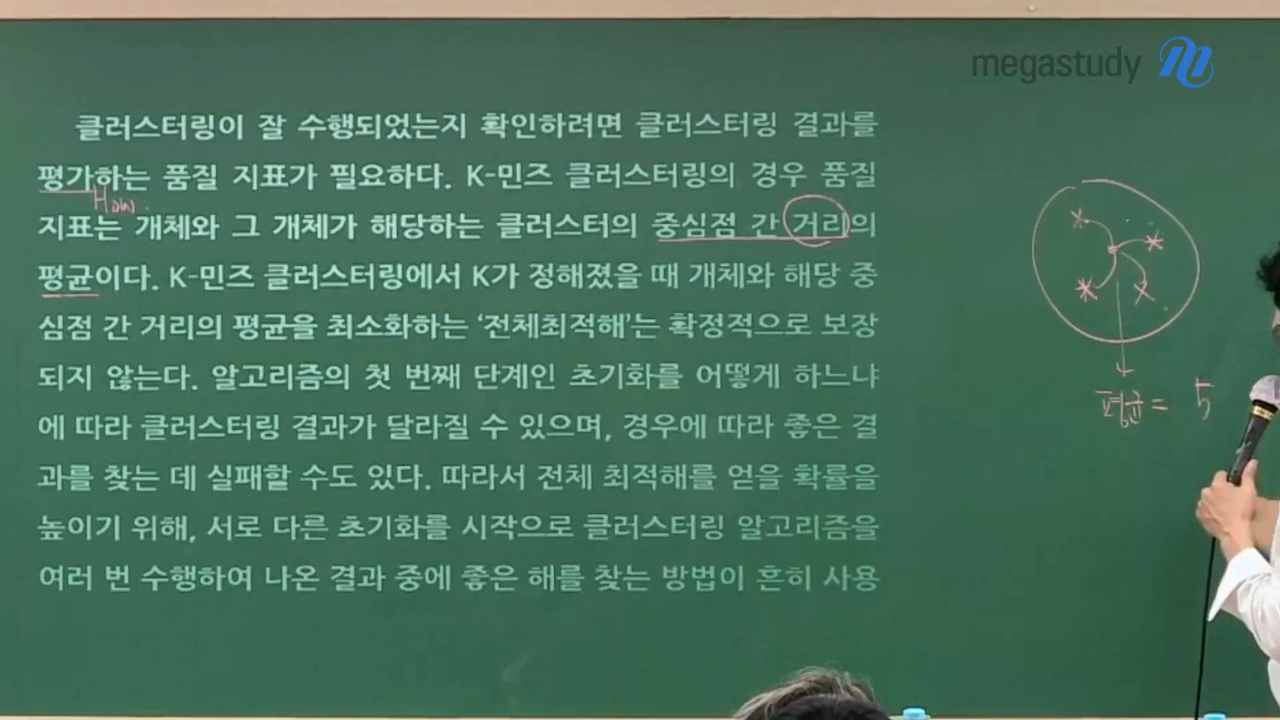 megastudy
클러스터링이 잘 수행되었는지 확인하려면 클러스터링 결과를
평가하는 품질 지표가 필요하다. K-민즈 클러스터링의 경우 품질
How
지표는 개체와 그 개체가 해당하는 클러스터의 중심점 간 거리의
평균이다. K-민즈 클러스터링에서 K가 정해졌을 때 개체와 해당 중
심점 간 거리의 평균을 최소화하는 ‘전체최적해’는 확정적으로 보장
되지 않는다. 알고리즘의 첫 번째 단계인 초기화를 어떻게 하느냐
에 따라 클러스터링 결과가 달라질 수 있으며, 경우에 따라 좋은 결
과를 찾는 데 실패할 수도 있다. 따라서 전체 최적해를 얻을 확률을
높이기 위해, 서로 다른 초기화를 시작으로 클러스터링 알고리즘을
여러 번 수행하여 나온 결과 중에 좋은 해를 찾는 방법이 흔히 사용
평균 = 5